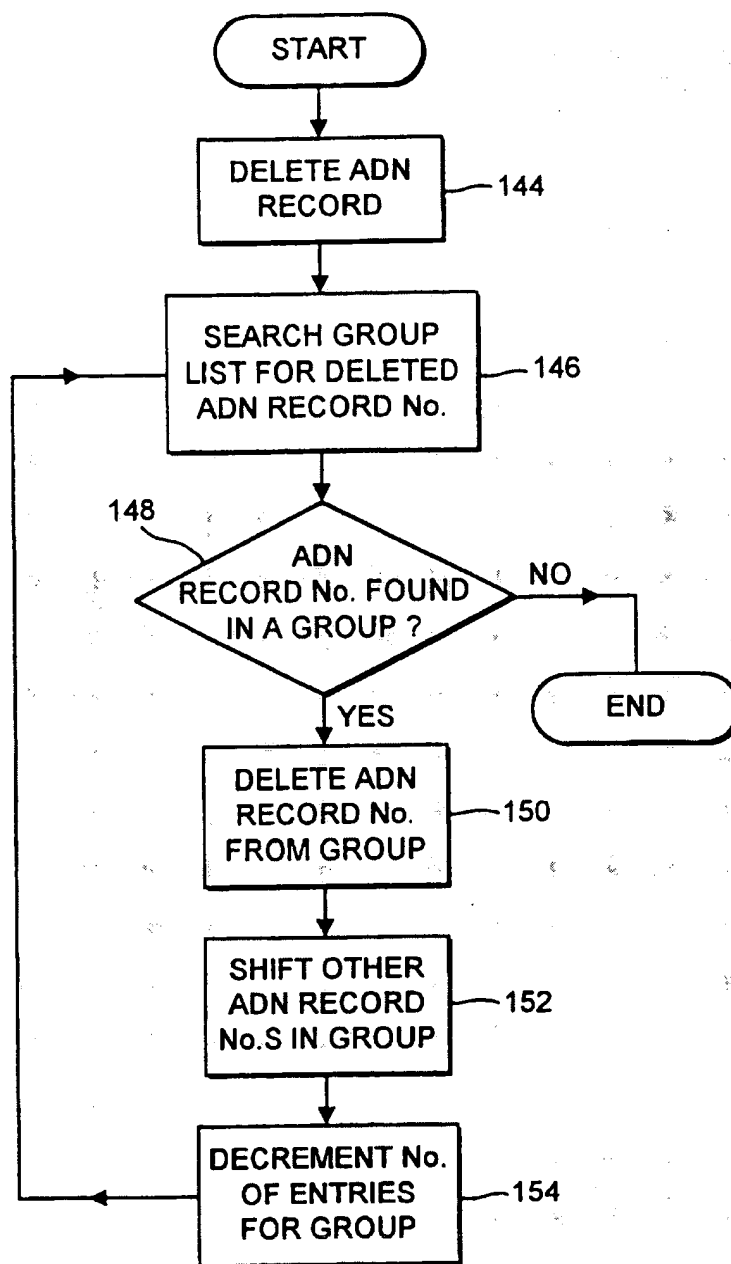 START
DELETE ADN
RECORD
144
SEARCH GROUP
LIST FOR DELETED
ADN RECORD No.
146
148
ADN
RECORD No. FOUND
IN A GROUP ?
NO
END
YES
DELETE ADN
RECORD No.
FROM GROUP
150
SHIFT OTHER
ADN RECORD
No.S IN GROUP
152
DECREMENT No.
OF ENTRIES
FOR GROUP
154